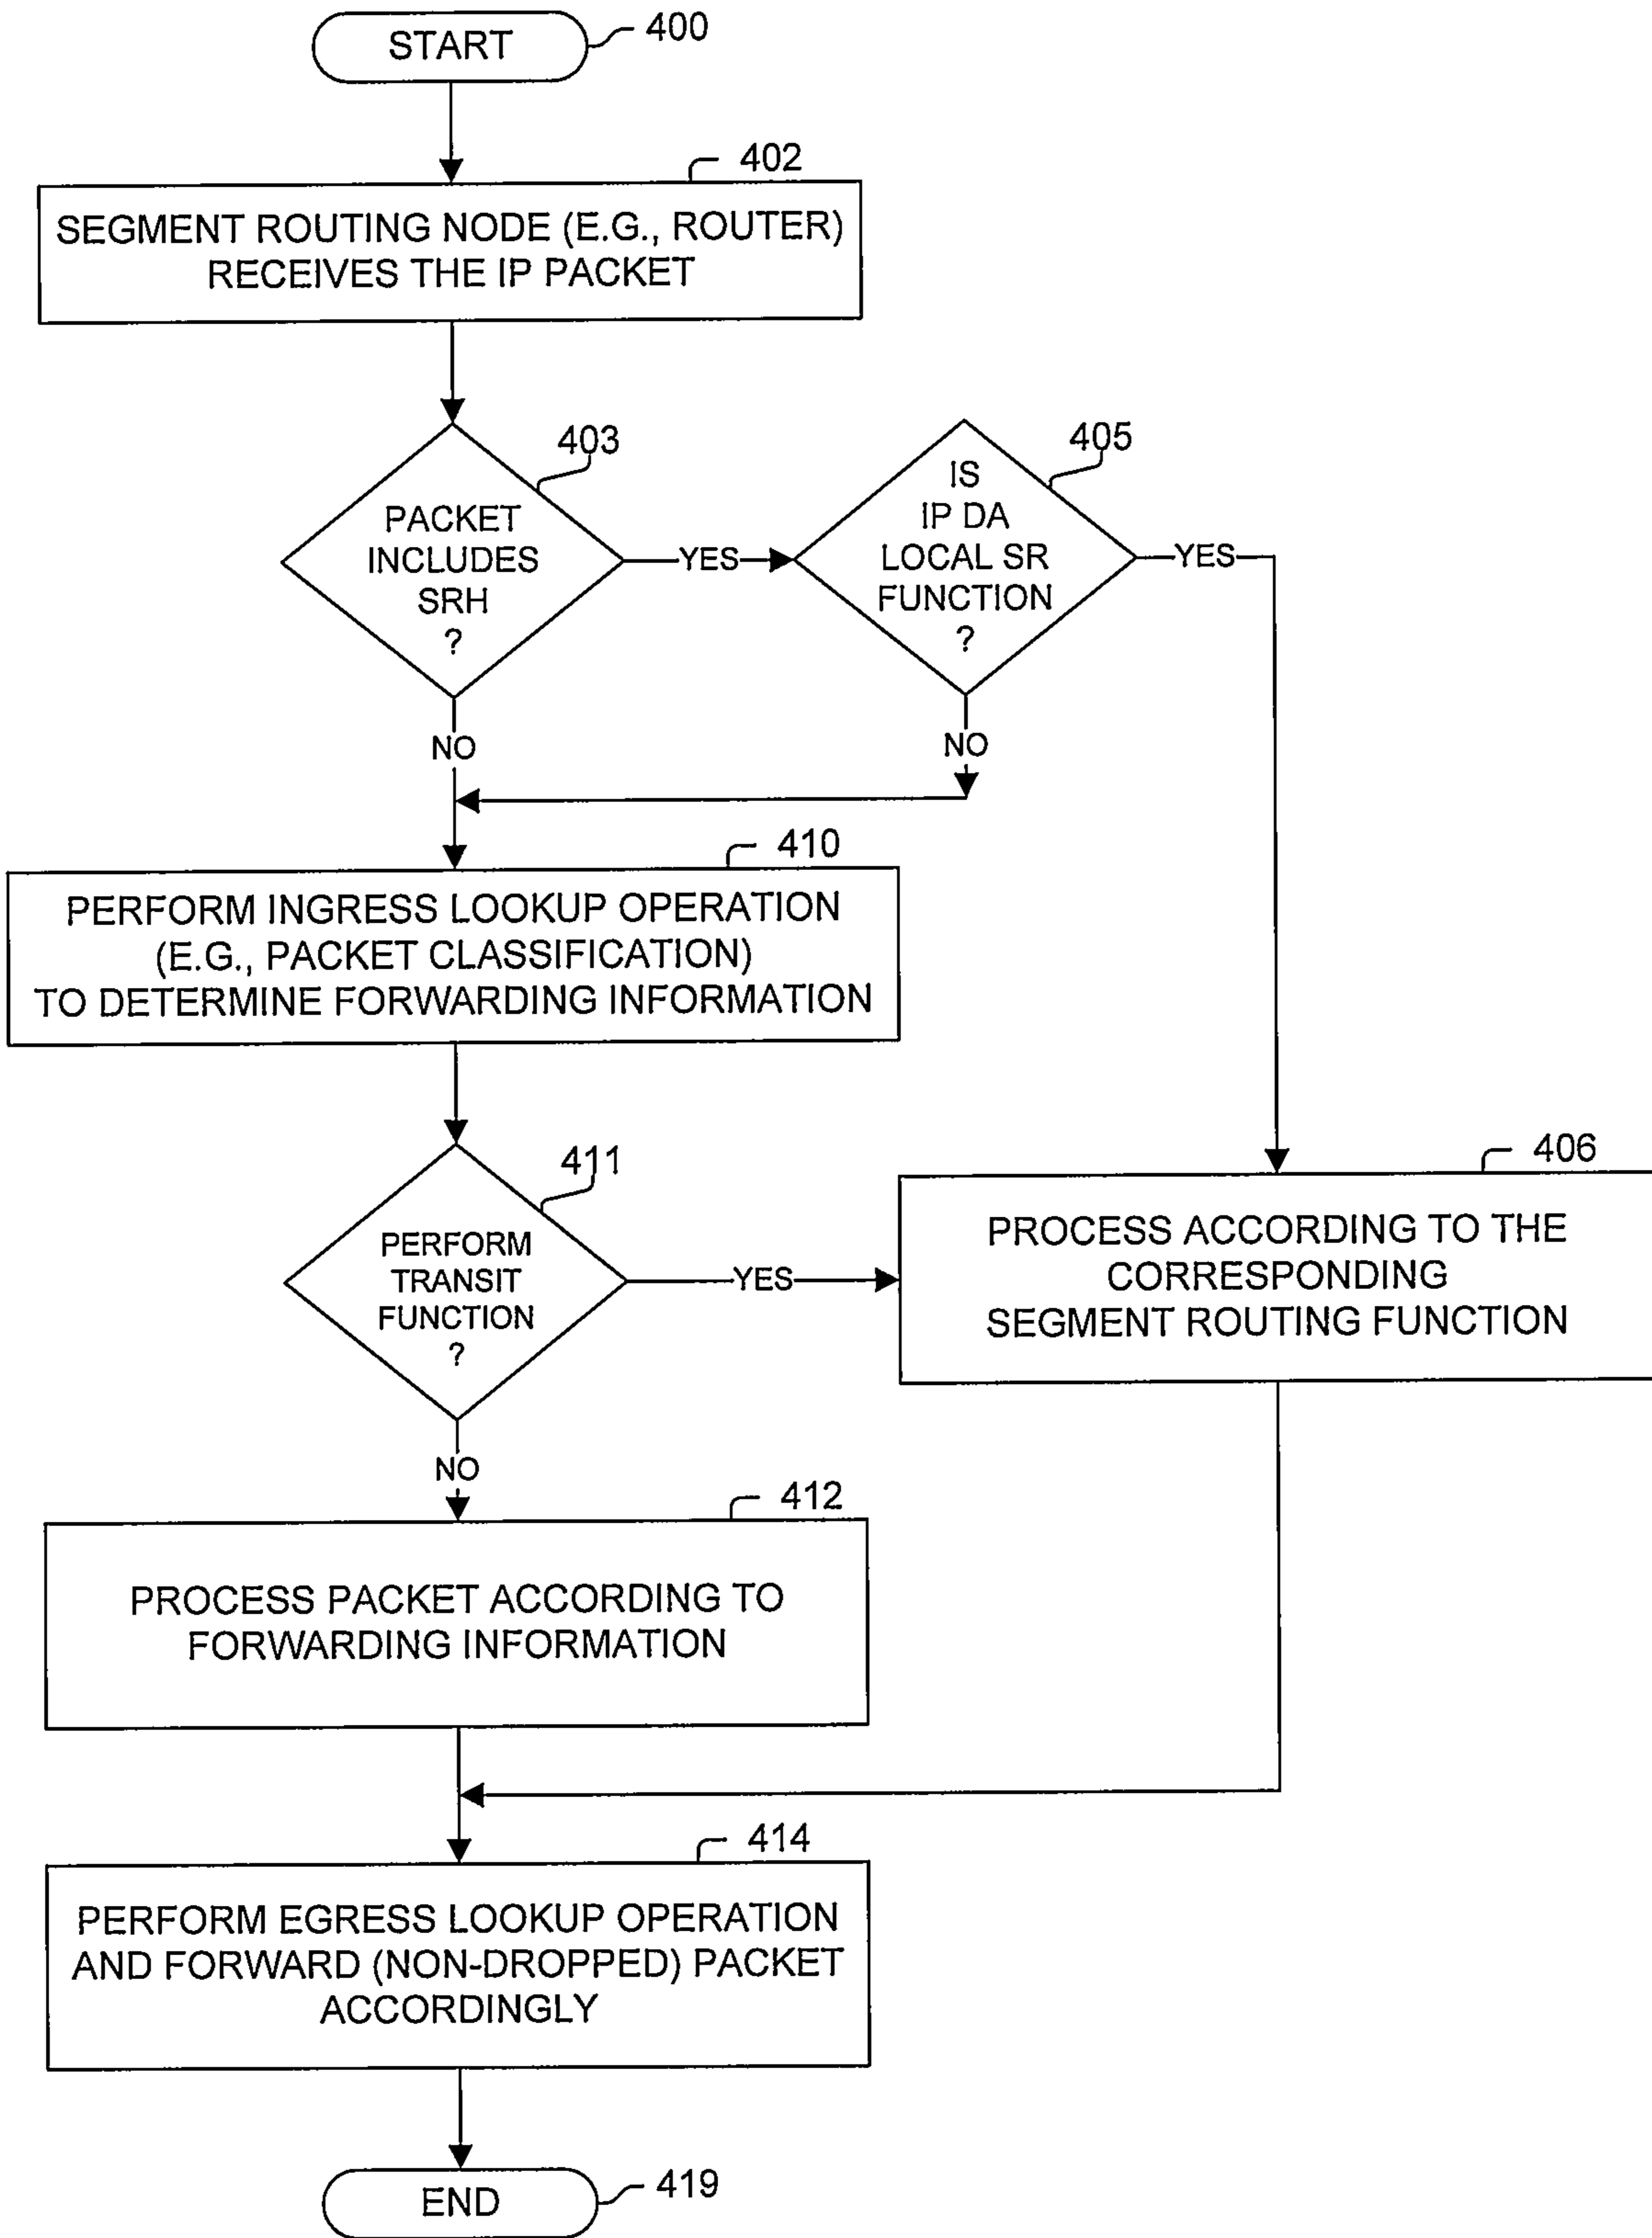 START
400
402
SEGMENT ROUTING NODE (E.G., ROUTER)
RECEIVES THE IP PACKET
403
PACKET
INCLUDES
SRH
?
YES
405
IS
IP DA
LOCAL SR
FUNCTION
?
YES
NO
NO
410
PERFORM INGRESS LOOKUP OPERATION
(E.G., PACKET CLASSIFICATION)
TO DETERMINE FORWARDING INFORMATION
411
PERFORM
TRANSIT
FUNCTION
?
YES
406
PROCESS ACCORDING TO THE
CORRESPONDING
SEGMENT ROUTING FUNCTION
NO
412
PROCESS PACKET ACCORDING TO
FORWARDING INFORMATION
414
PERFORM EGRESS LOOKUP OPERATION
AND FORWARD (NON-DROPPED) PACKET
ACCORDINGLY
END
419